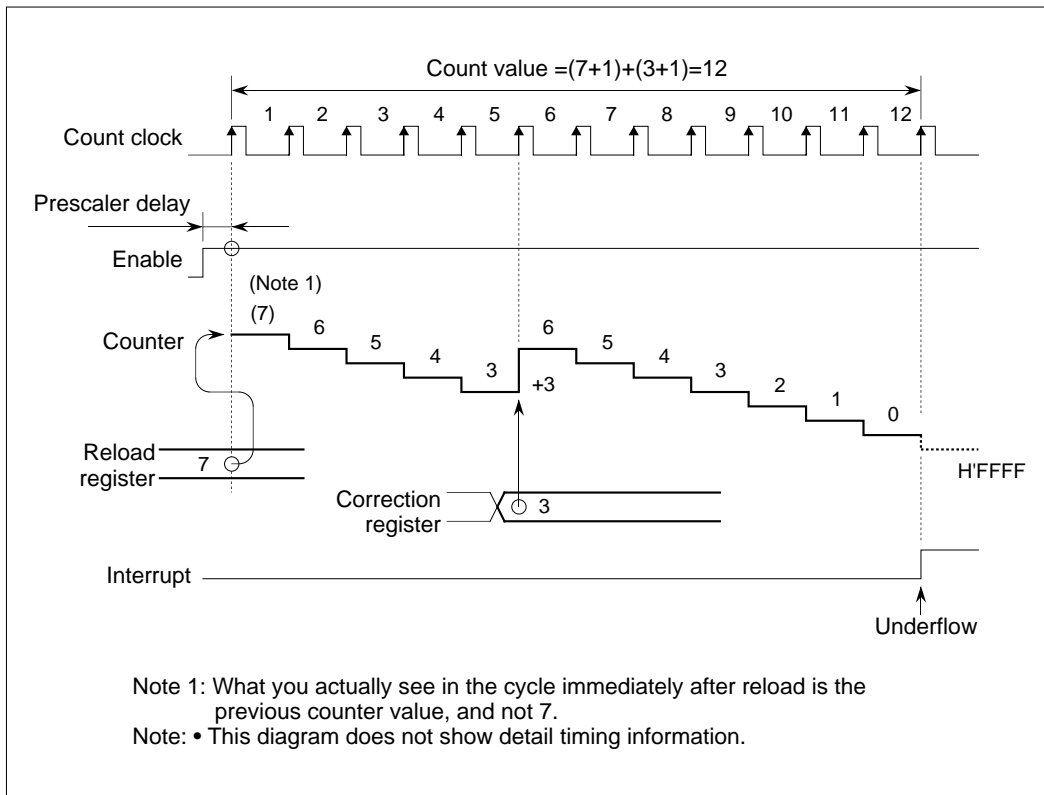 Count value =(7+1)+(3+1)=12
1 2 3 4 5 6 7 8 9 10 11 12
Count clock
Prescaler delay
Enable
(Note 1)
(7) 6 5 4 3 6 5 4 3 2 1 0
Counter
+3
Reload
register
7
H'FFFF
Correction
register
3
Interrupt
Underflow
Note 1: What you actually see in the cycle immediately after reload is the
previous counter value, and not 7.
Note: • This diagram does not show detail timing information.